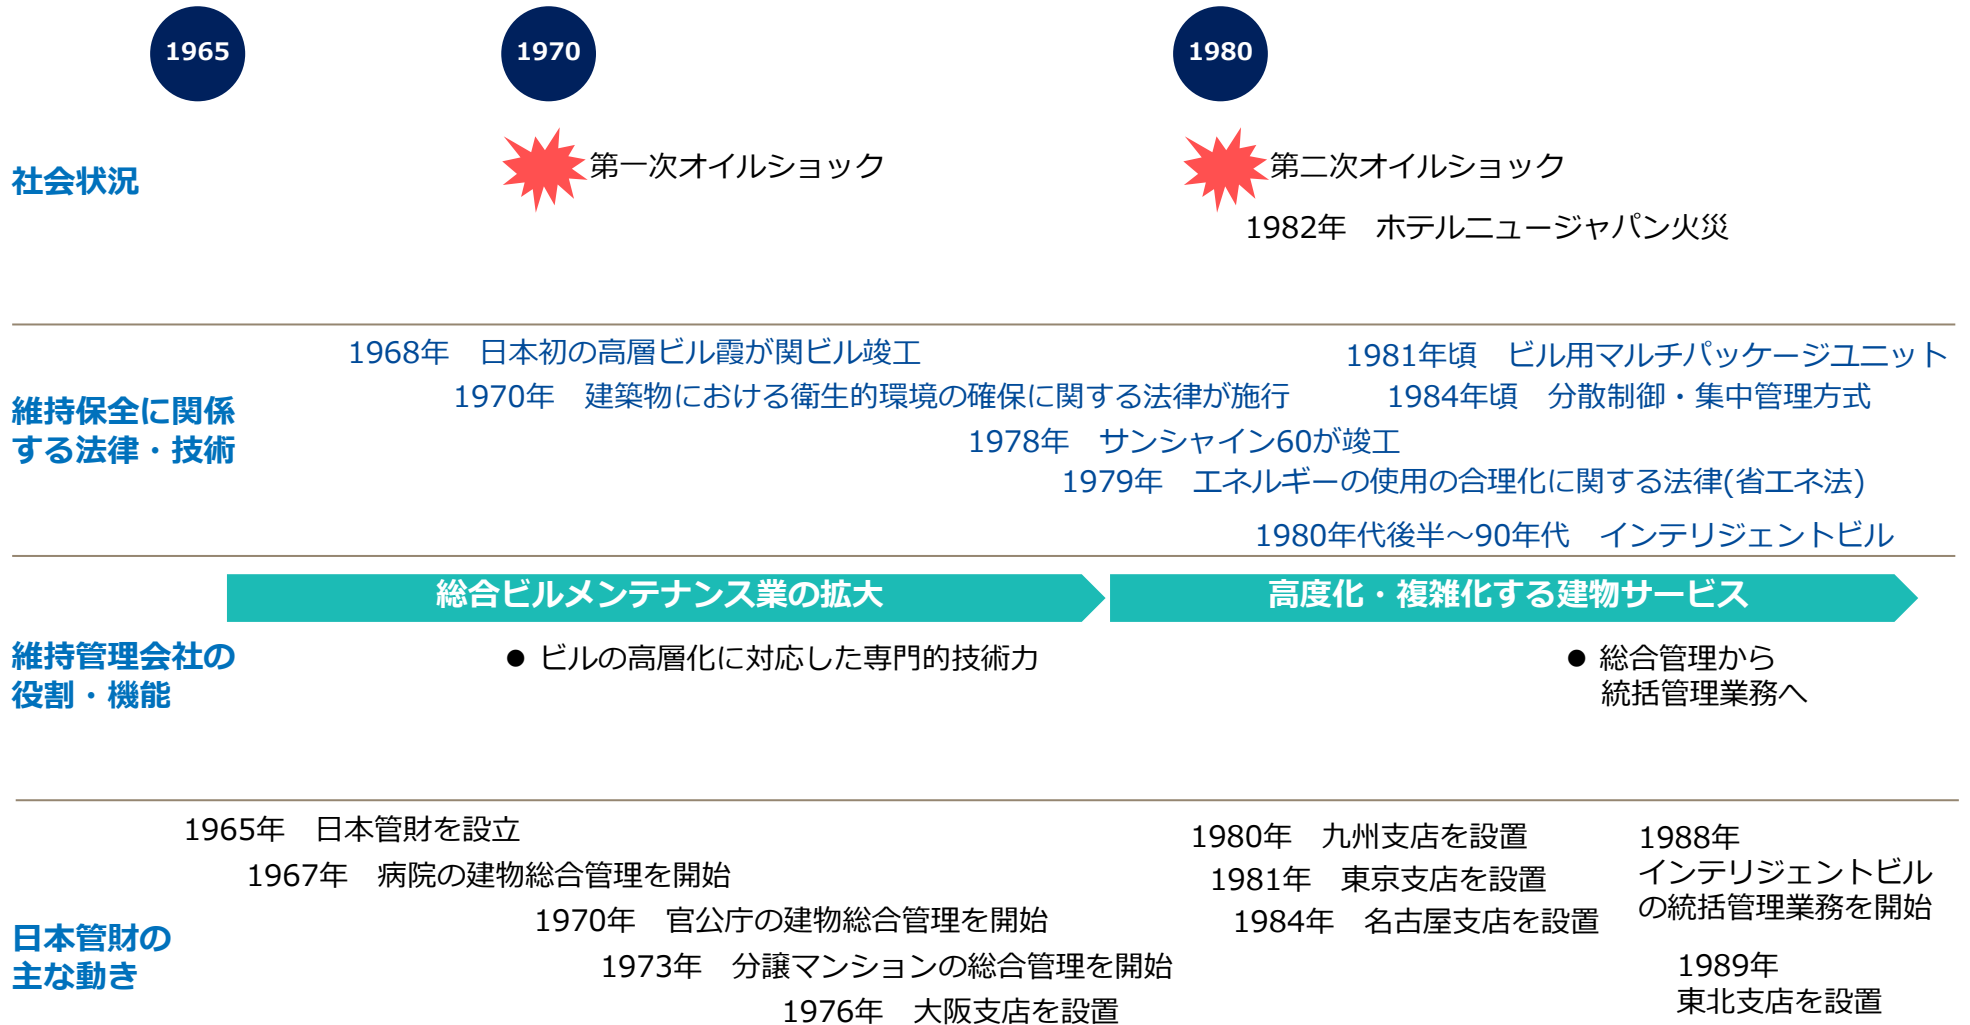 1965
1970
1980
社会状況
第一次オイルショック
第二次オイルショック
1982年　ホテルニュージャパン火災
維持保全に関係
する法律・技術
1968年　日本初の高層ビル霞が関ビル竣工
1981年頃　ビル用マルチパッケージユニット
1970年　建築物における衛生的環境の確保に関する法律が施行
1984年頃　分散制御・集中管理方式
1978年　サンシャイン60が竣工
1979年　エネルギーの使用の合理化に関する法律(省エネ法)
1980年代後半～90年代　インテリジェントビル
維持管理会社の
役割・機能
総合ビルメンテナンス業の拡大
高度化・複雑化する建物サービス
● ビルの高層化に対応した専門的技術力
● 総合管理から
統括管理業務へ
日本管財の
主な動き
1965年　日本管財を設立
1967年　病院の建物総合管理を開始
1970年　官公庁の建物総合管理を開始
1973年　分譲マンションの総合管理を開始
1976年　大阪支店を設置
1980年　九州支店を設置
1981年　東京支店を設置
1984年　名古屋支店を設置
1988年
インテリジェントビル
の統括管理業務を開始
1989年
東北支店を設置